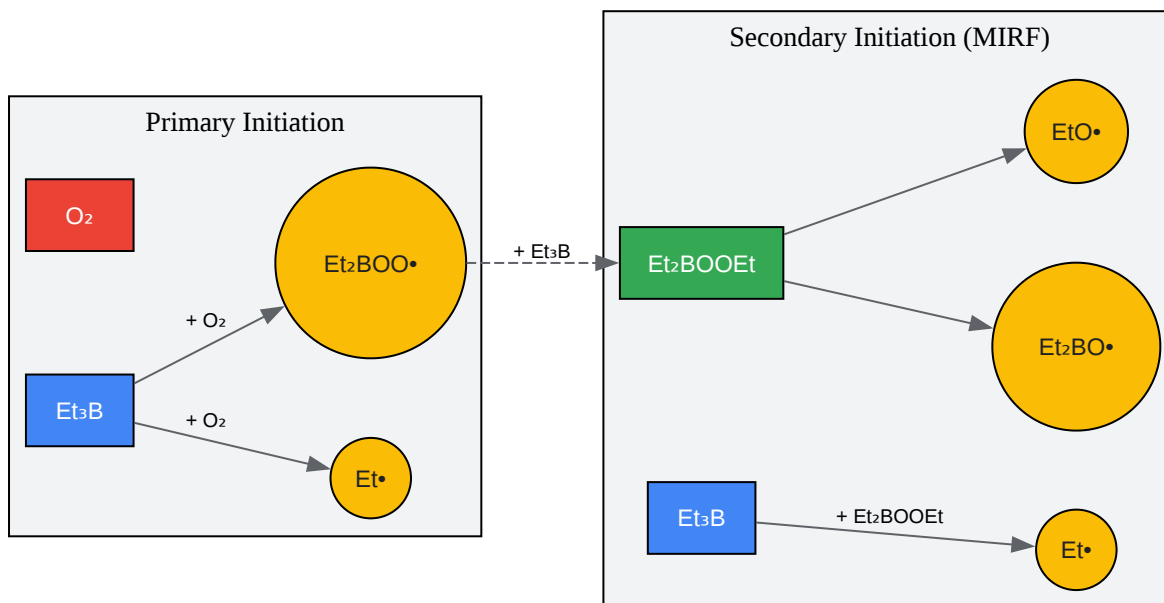 Primary Initiation
O₂
Et₂BOO•
+ O₂
Et₃B
+ O₂
Et•
+ Et₃B
Secondary Initiation (MIRF)
EtO•
Et₂BOOEt
Et₂BO•
Et₃B
+ Et₂BOOEt
Et•